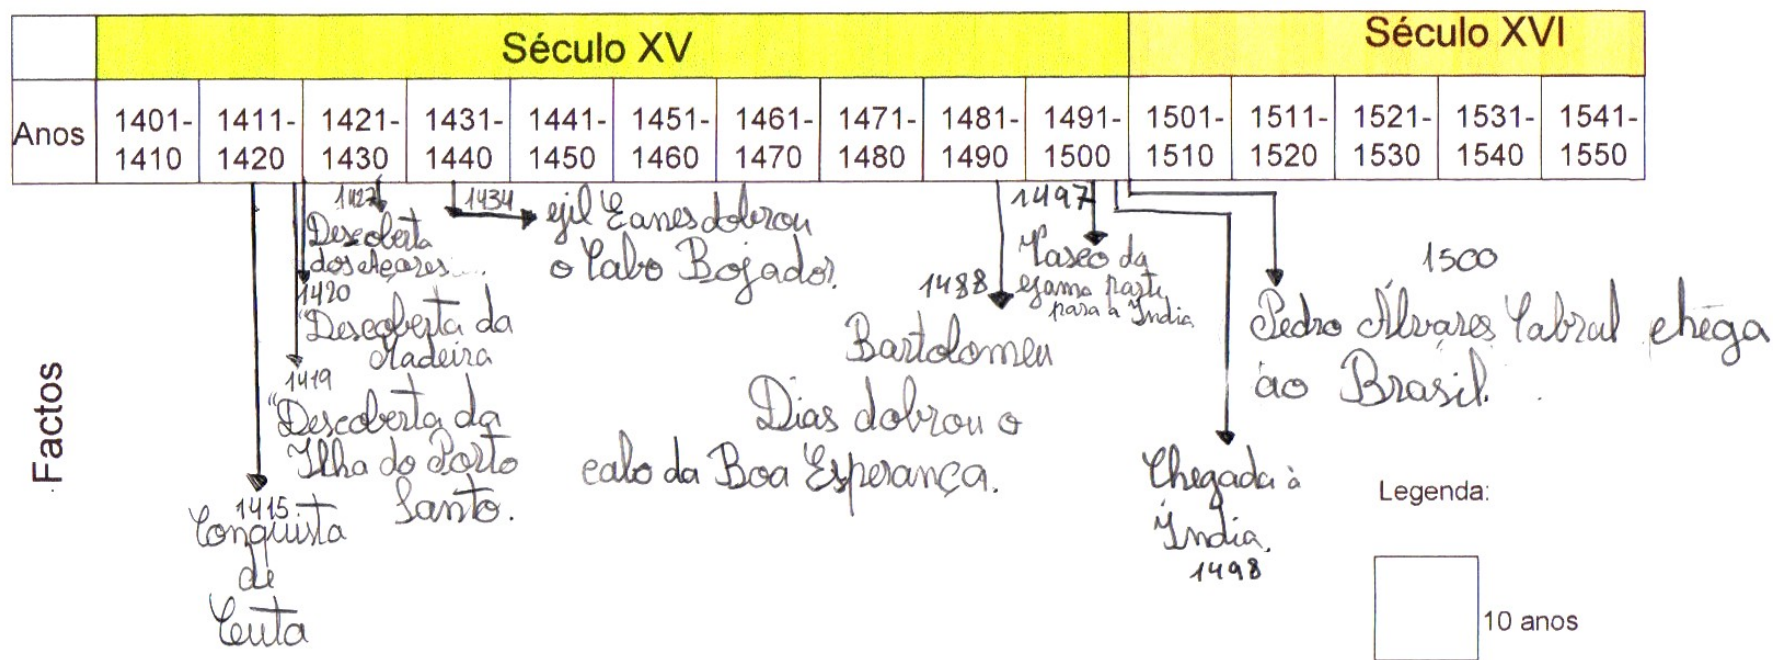 Século XV
Século XVI
Anos
1401-
1410
1411-
1420
1421-
1430
1431-
1440
1441-
1450
1451-
1460
1461-
1470
1471-
1480
1481-
1490
1491-
1500
1501-
1510
1511-
1520
1521-
1530
1531-
1540
1541-
1550
Factos
1427
Descoberta
dos Açores....
1434
Gil Eanes dobrou
o Cabo Bojador.
1420
"Descoberta da
Madeira
1419
"Descoberta da
Ilha do Porto
Santo.
1415
Conquista
de
Ceuta
1488
Bartolomeu
Dias dobrou o
cabo da Boa Esperança.
1497
Vasco da
Gama parte
para a Índia
Chegada à
Índia.
1498
1500
Pedro Álvares Cabral chega
ao Brasil.
Legenda:
10 anos